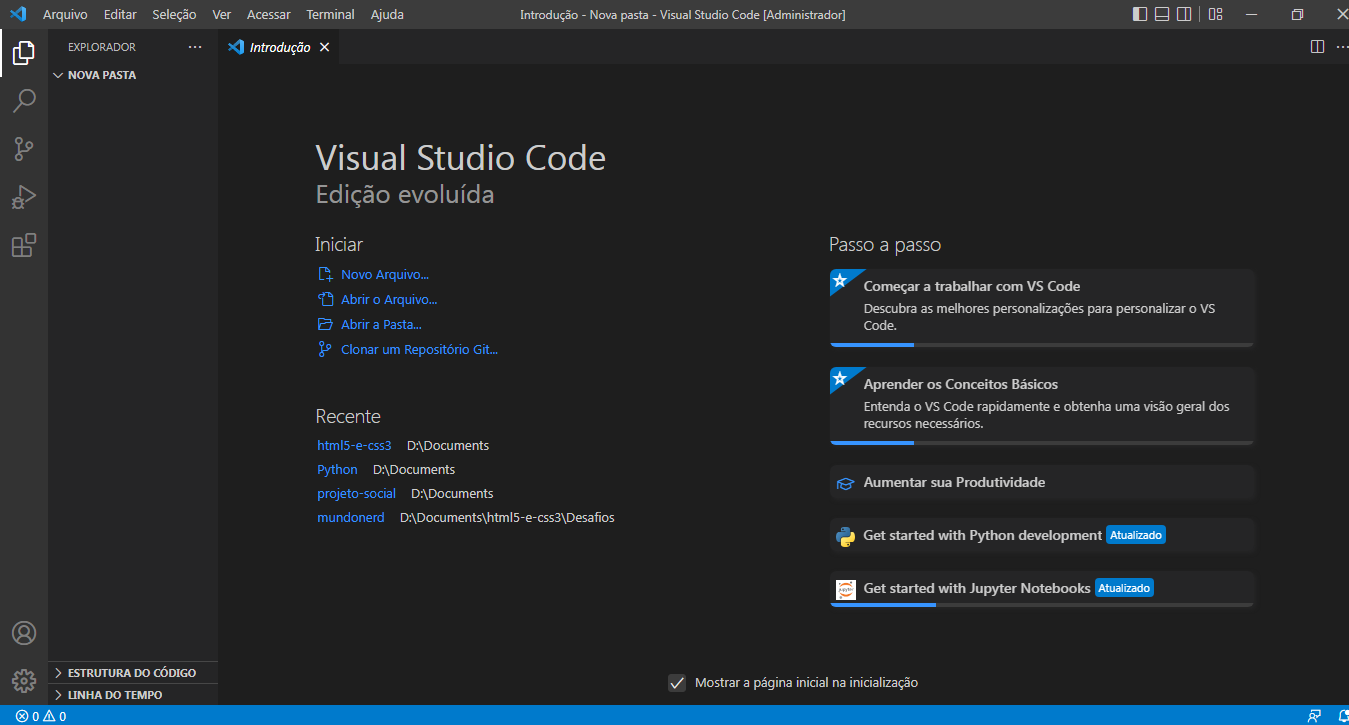 Arquivo Editar Seleção Ver Acessar Terminal Ajuda Introdução - Nova pasta - Visual Studio Code [Administrador]
EXPLORADOR
Introdução
NOVA PASTA
Visual Studio Code
Edição evoluída
Iniciar
Novo Arquivo...
Abrir o Arquivo...
Abrir a Pasta...
Clonar um Repositório Git...
Recente
html5-e-css3 D:\Documents
Python D:\Documents
projeto-social D:\Documents
mundonerd D:\Documents\html5-e-css3\Desafios
Passo a passo
Começar a trabalhar com VS Code
Descubra as melhores personalizações para personalizar o VS
Code.
Aprender os Conceitos Básicos
Entenda o VS Code rapidamente e obtenha uma visão geral dos
recursos necessários.
Aumentar sua Produtividade
Get started with Python development Atualizado
Get started with Jupyter Notebooks Atualizado
Mostrar a página inicial na inicialização
ESTRUTURA DO CÓDIGO
LINHA DO TEMPO
0 0